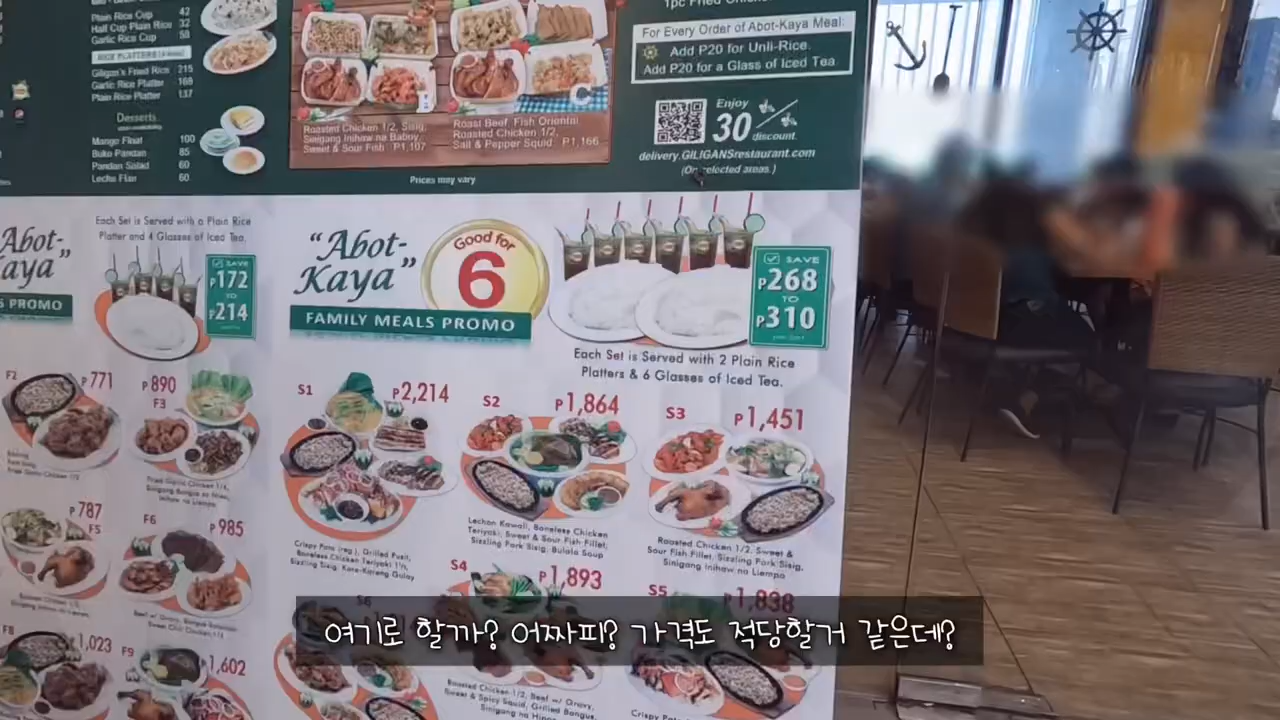 Plain Rice Cup 42
Half Cup Plain Rice 32
Garlic Rice Cup 58
RICE PLATTERS
Giligan's Fried Rice 215
Garlic Rice Platter 168
Plain Rice Platter 137
Desserts
Mango Float 100
Buko Pandan 85
Pandan Salad 60
Leche Flan 60
Roasted Chicken 1/2, Sisig,
Sinigang Inihaw na Baboy,
Sweet & Sour Fish P1,107
Roast Beef, Fish Oriental
Roasted Chicken 1/2,
Salt & Pepper Squid P1,166
C
Prices may vary
For Every Order of Abot-Kaya Meal:
Add P20 for Unli-Rice.
Add P20 for a Glass of Iced Tea
Enjoy
30
discount.
delivery.GILIGANSrestaurant.com
(On selected areas.)
Each Set is Served with a Plain Rice
Platter and 4 Glasses of Iced Tea.
Abot-
Kaya"
PROMO
SAVE
P172
TO
P214
"Abot-
Kaya"
Good for
6
FAMILY MEALS PROMO
SAVE
P268
TO
P310
Each Set is Served with 2 Plain Rice
Platters & 6 Glasses of Iced Tea.
F2 P771
P890
F3
P787
F5
F6 P985
F8 1,023
F9 1,602
S1 P2,214
Crispy Pata (reg.), Grilled Pusit,
Boneless Chicken Teriyaki
Sizzling Sisig, Kare-Kareng Gulay
S2 P1,864
Lechon Kawali, Boneless Chicken
Teriyaki, Sweet & Sour Fish Fillet,
Sizzling Pork Sisig, Bulalo Soup
S3 P1,451
Roasted Chicken 1/2, Sweet &
Sour Fish Fillet, Sizzling Pork Sisig,
Sinigang Inihaw na Liempo
S4 P1,893
Roasted Chicken 1/2, Beef w/ Gravy,
Sweet & Spicy Squid, Grilled Bangus,
Sinigang na
S5 P1,838
Crispy
S6
여기로 할까? 어짜피? 가격도 적당할거 같은데?